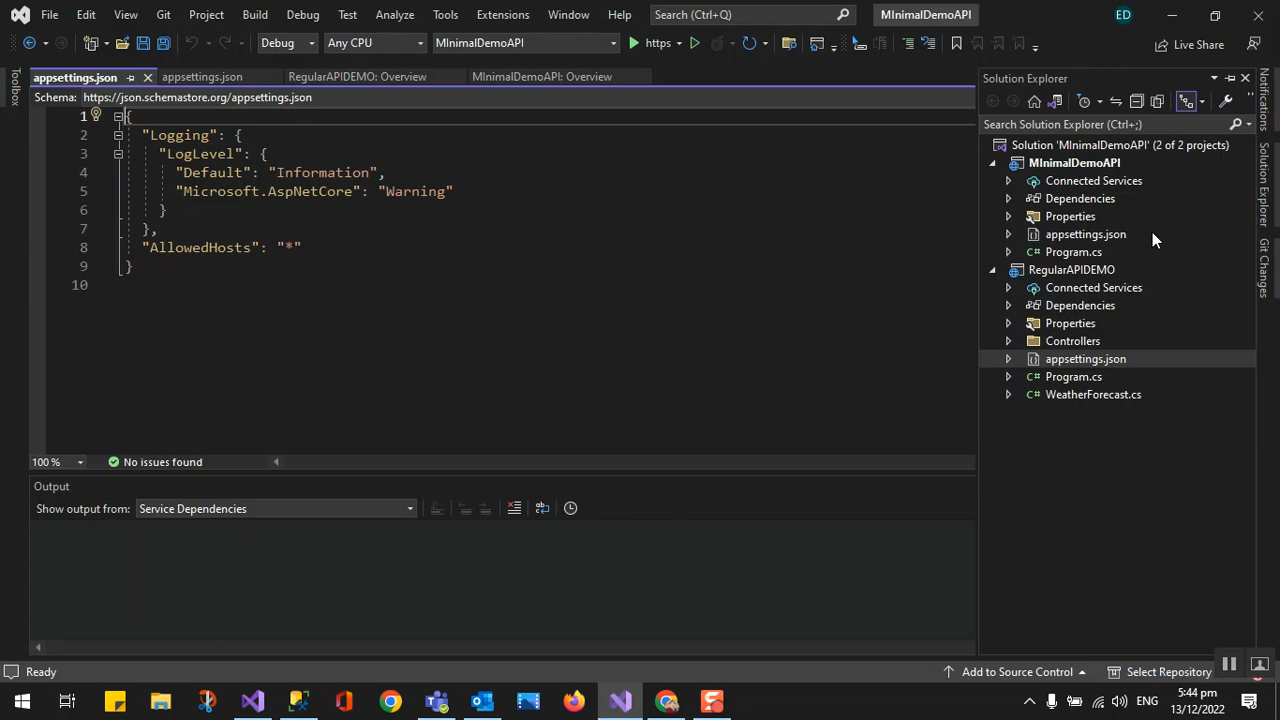 File Edit View Git Project Build Debug Test Analyze Tools Extensions Window Help Search (Ctrl+Q) MInimalDemoAPI ED
Debug Any CPU MInimalDemoAPI https Live Share
appsettings.json appsettings.json RegularAPIDEMO: Overview MInimalDemoAPI: Overview
Schema: https://json.schemastore.org/appsettings.json
1 {
2 "Logging": {
3 "LogLevel": {
4 "Default": "Information",
5 "Microsoft.AspNetCore": "Warning"
6 }
7 },
8 "AllowedHosts": "*"
9 }
10
100 % No issues found
Output
Show output from: Service Dependencies
Toolbox
Solution Explorer
Search Solution Explorer (Ctrl+;)
Solution 'MInimalDemoAPI' (2 of 2 projects)
MInimalDemoAPI
Connected Services
Dependencies
Properties
appsettings.json
Program.cs
RegularAPIDEMO
Connected Services
Dependencies
Properties
Controllers
appsettings.json
Program.cs
WeatherForecast.cs
Notifications
Solution Explorer
Git Changes
Ready Add to Source Control Select Repository
ENG
5:44 pm
13/12/2022